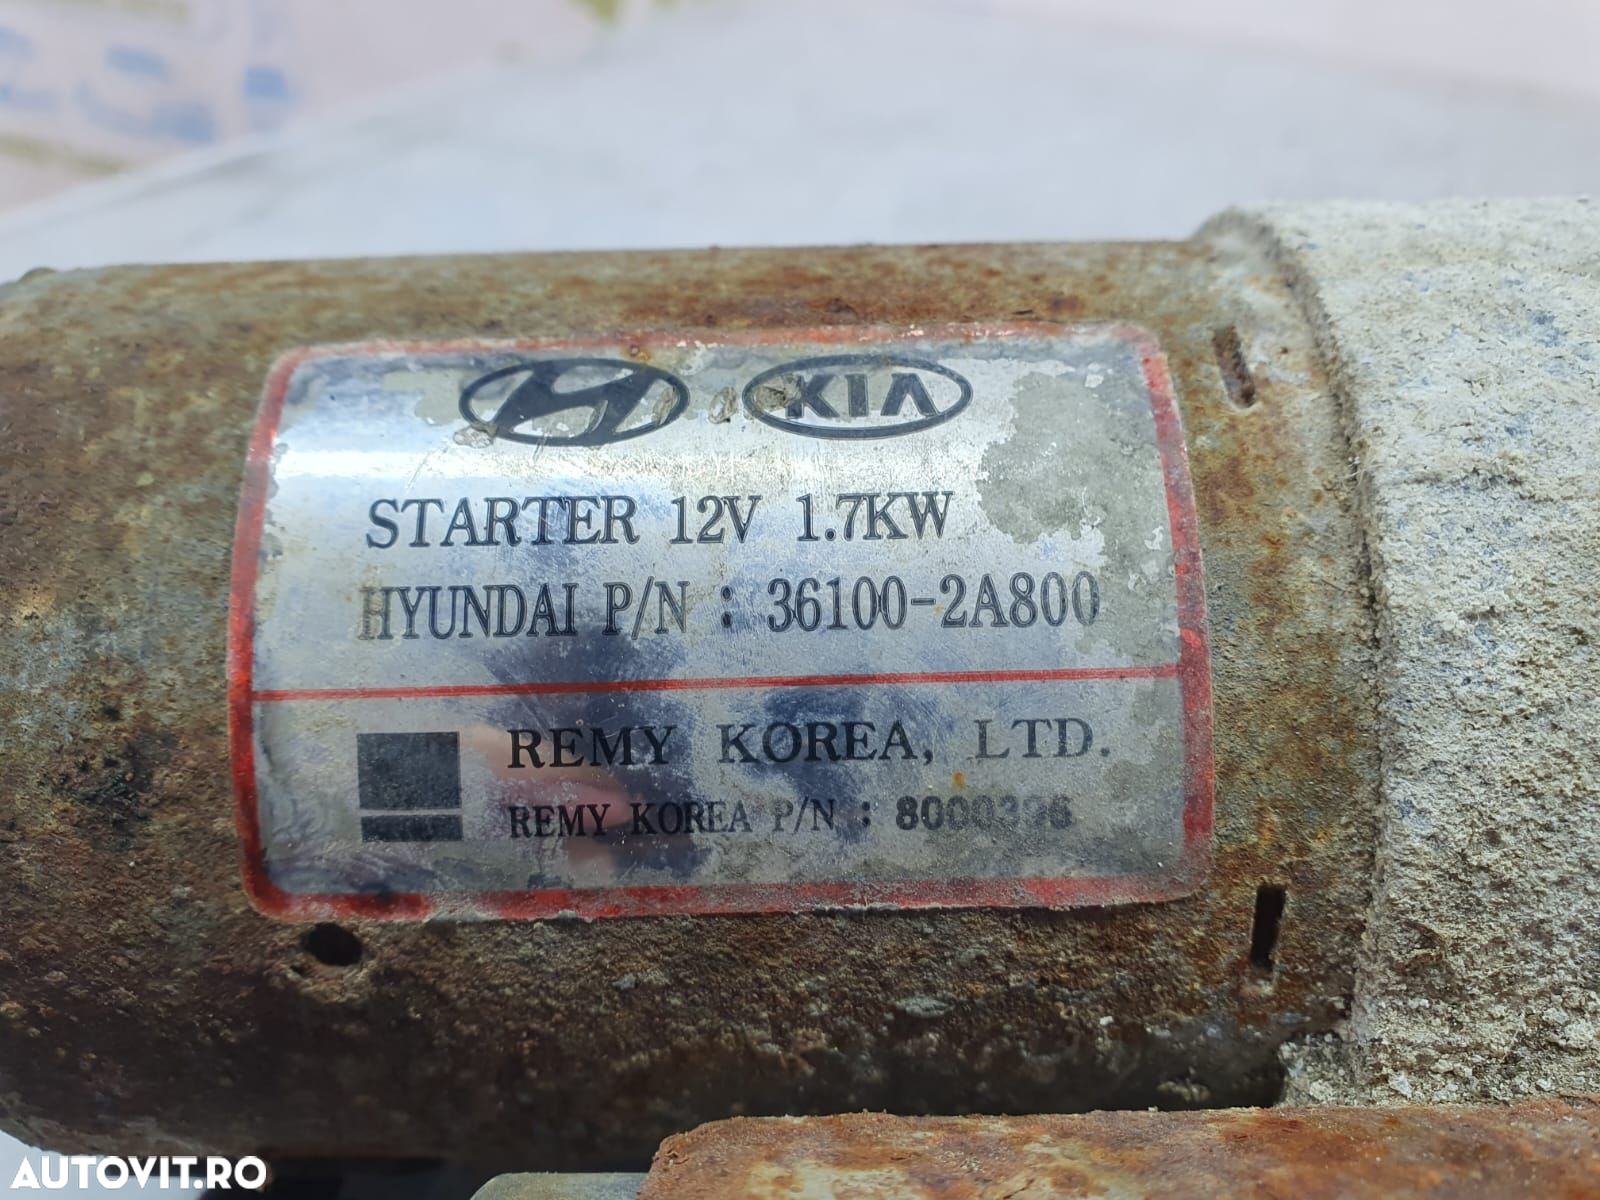 KIA
STARTER 12V 1.7KW
HYUNDAI P/N : 36100-2A800
REMY KOREA, LTD.
REMY KOREA P/N :
AUTOVIT.RO